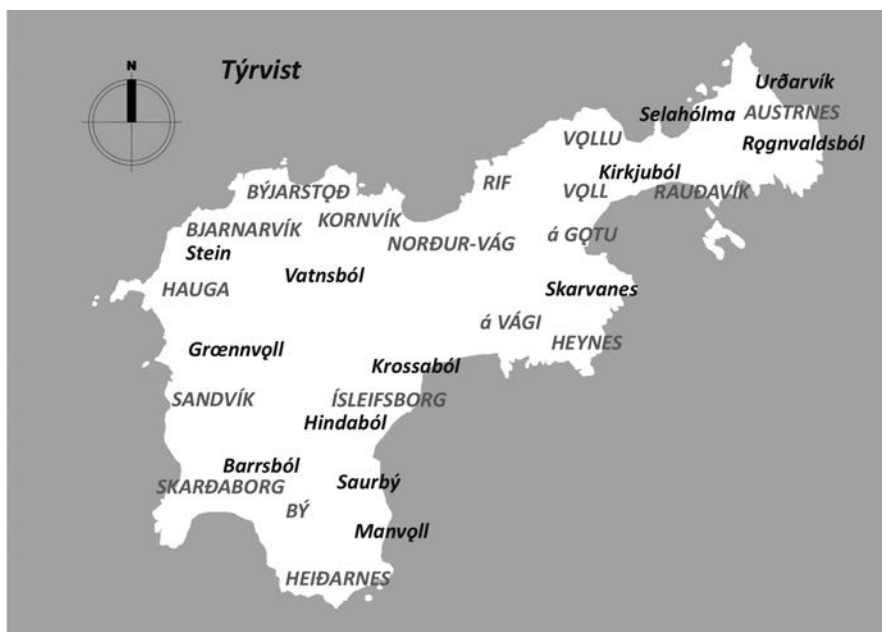 N
Týrvist
Urðarvík
Selahólma
AUSTRNES
VǪLLU
Rǫgnvaldsból
Kirkjuból
RIF
VǪLL
RAUÐAVÍK
BÝJARSTǪÐ
KORNVÍK
BJARNARVÍK
á GǪTU
NORÐUR-VÁG
Stein
Vatnsból
HAUGA
Skarvanes
á VÁGI
HEYNES
Grœnnvǫll
Krossaból
SANDVÍK
ÍSLEIFSBORG
Hindaból
Barrsból
SKARÐABORG
Saurbý
BÝ
Manvǫll
HEIÐARNES